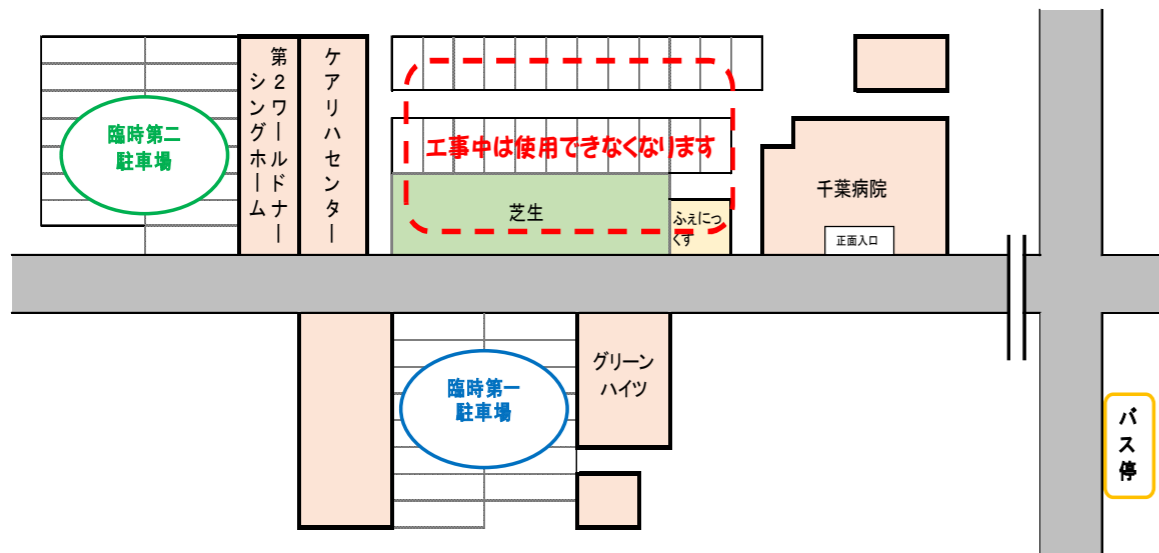 臨時第二
駐車場
第2ワールドナー
シングホーム
ケアリハセンター
工事中は使用できなくなります
芝生
ふぇにっ
くす
千葉病院
正面入口
臨時第一
駐車場
グリーン
ハイツ
バス停